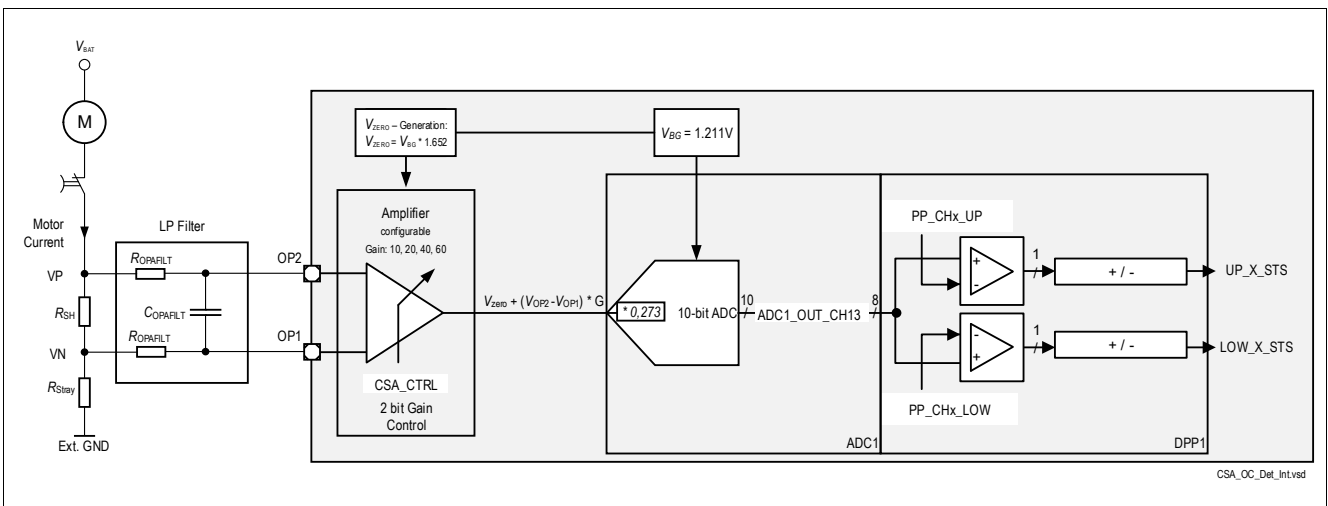 VBAT
M
Motor
Current
VP
RSH
VN
RStray
Ext. GND
LP Filter
ROPAFILT
COPAFILT
ROPAFILT
OP2
OP1
VZERO – Generation:
VZERO = VBG * 1.652
VBG = 1.211V
Amplifier
configurable
Gain: 10, 20, 40, 60
CSA_CTRL
2 bit Gain
Control
Vzero + (VOP2 -VOP1) * G
* 0,273
10-bit ADC
10
ADC1_OUT_CH13
8
ADC1
PP_CHx_UP
+
-
1
+ / -
UP_X_STS
-
+
1
+ / -
LOW_X_STS
PP_CHx_LOW
DPP1
CSA_OC_Det_Int.vsd